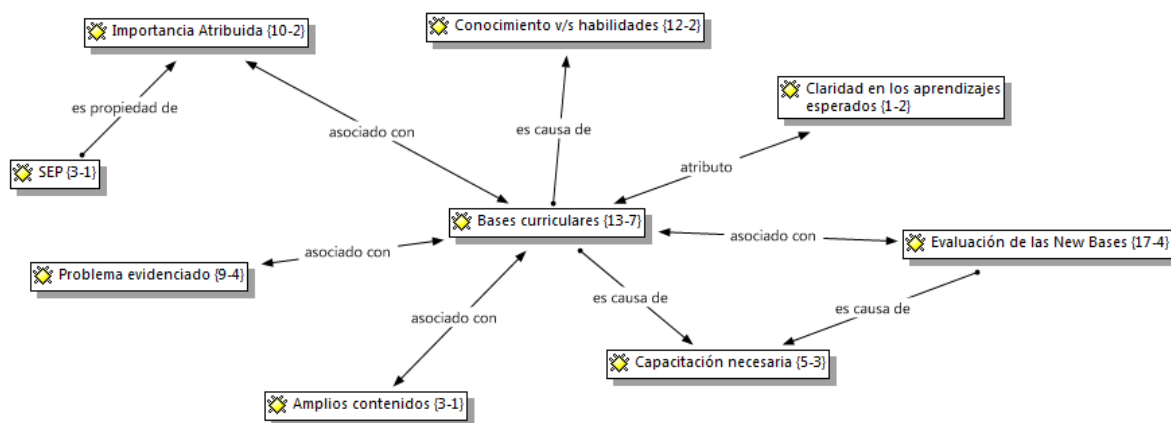 Importancia Atribuida {10-2}
Conocimiento v/s habilidades {12-2}
Claridad en los aprendizajes
esperados {1-2}
es propiedad de
asociado con
es causa de
atributo
SEP {3-1}
Bases curriculares {13-7}
asociado con
asociado con
Evaluación de las New Bases {17-4}
Problema evidenciado {9-4}
es causa de
es causa de
asociado con
Capacitación necesaria {5-3}
Amplios contenidos {3-1}